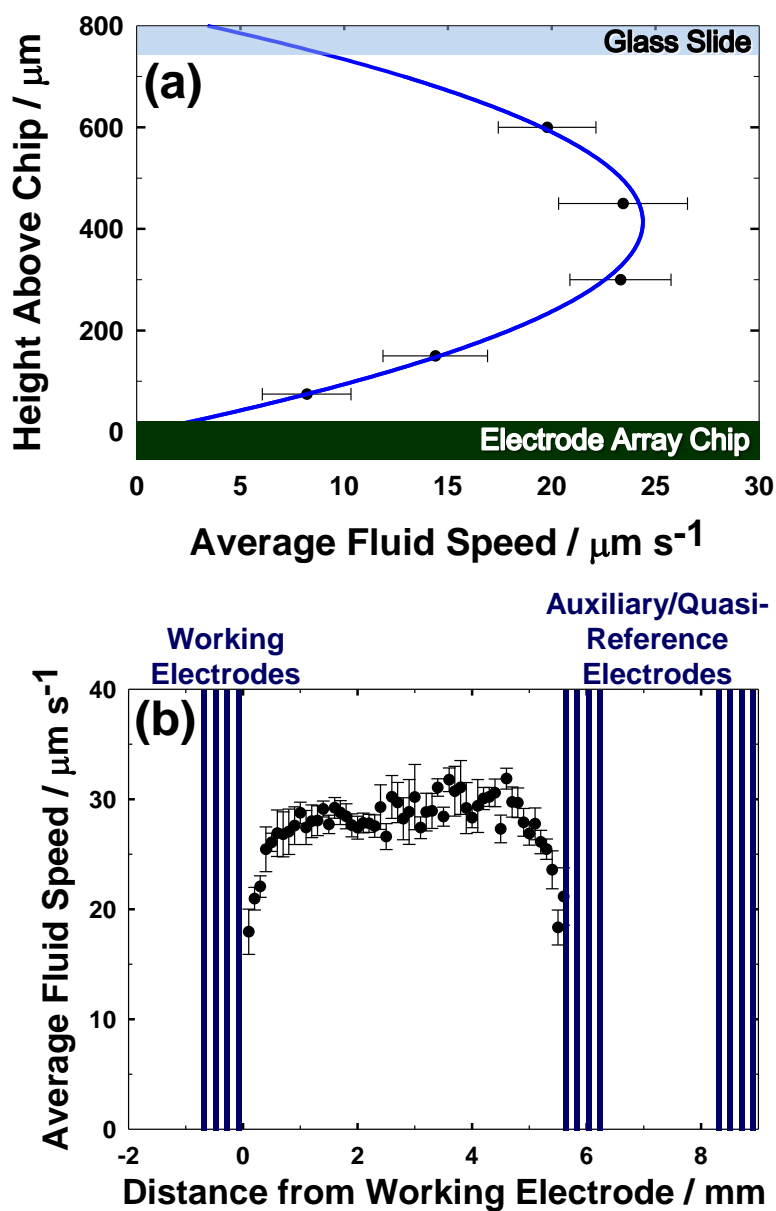 800
600
400
200
0
Height Above Chip / μm
(a)
Glass Slide
Electrode Array Chip
0 5 10 15 20 25 30
Average Fluid Speed / μm s-1
Working
Electrodes
Auxiliary/Quasi-
Reference
Electrodes
40
30
20
10
0
Average Fluid Speed / μm s-1
(b)
-2 0 2 4 6 8
Distance from Working Electrode / mm